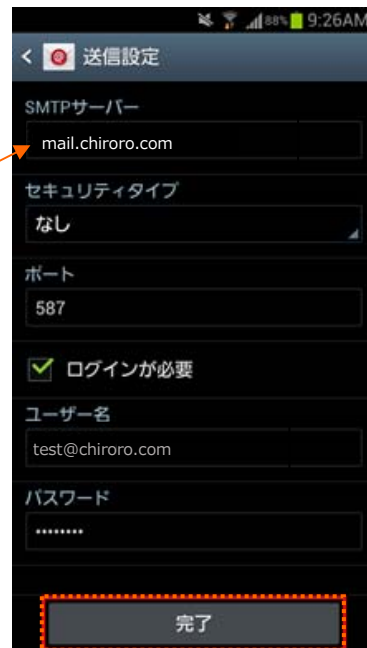 88% 9:26AM
送信設定
SMTPサーバー
mail.chiroro.com
セキュリティタイプ
なし
ポート
587
ログインが必要
ユーザー名
test@chiroro.com
パスワード
••••••••
完了